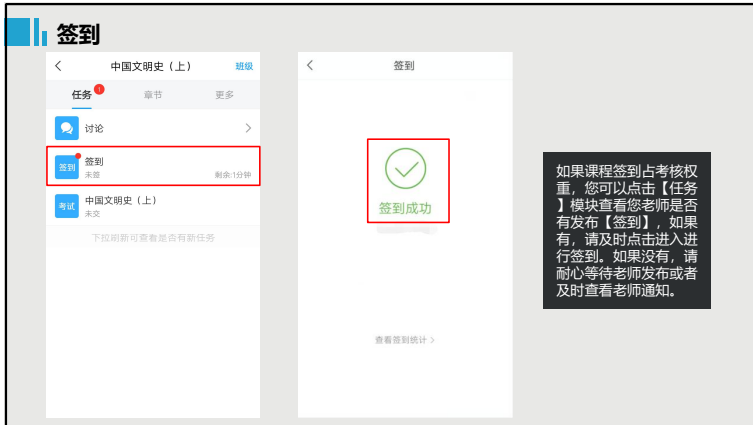 签到
中国文明史（上）
班级
任务
1
章节
更多
讨论
签到
签到
未签
剩余:1分钟
考试
中国文明史（上）
未交
下拉刷新可查看是否有新任务
签到
签到成功
查看签到统计
如果课程签到占考核权
重，您可以点击【任务
】模块查看您老师是否
有发布【签到】，如果
有，请及时点击进入进
行签到。如果没有，请
耐心等待老师发布或者
及时查看老师通知。